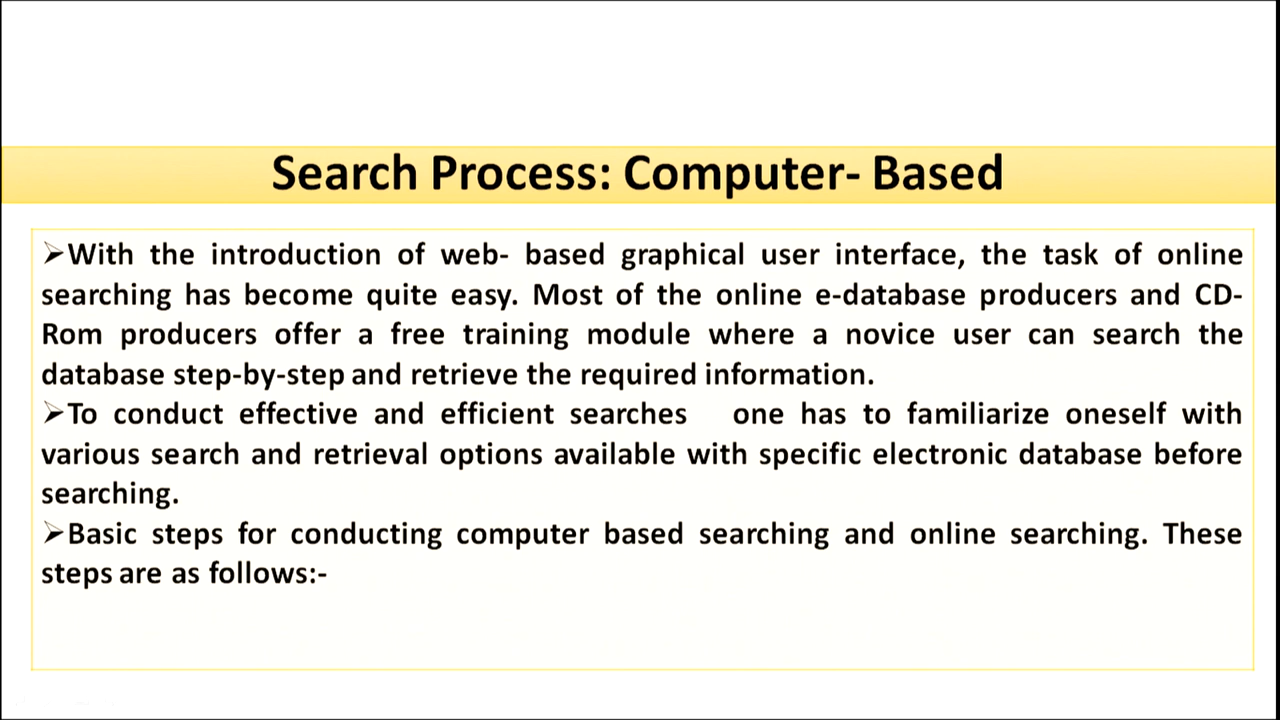 Search Process: Computer- Based
➢With the introduction of web- based graphical user interface, the task of online
searching has become quite easy. Most of the online e-database producers and CD-
Rom producers offer a free training module where a novice user can search the
database step-by-step and retrieve the required information.
➢To conduct effective and efficient searches one has to familiarize oneself with
various search and retrieval options available with specific electronic database before
searching.
➢Basic steps for conducting computer based searching and online searching. These
steps are as follows:-